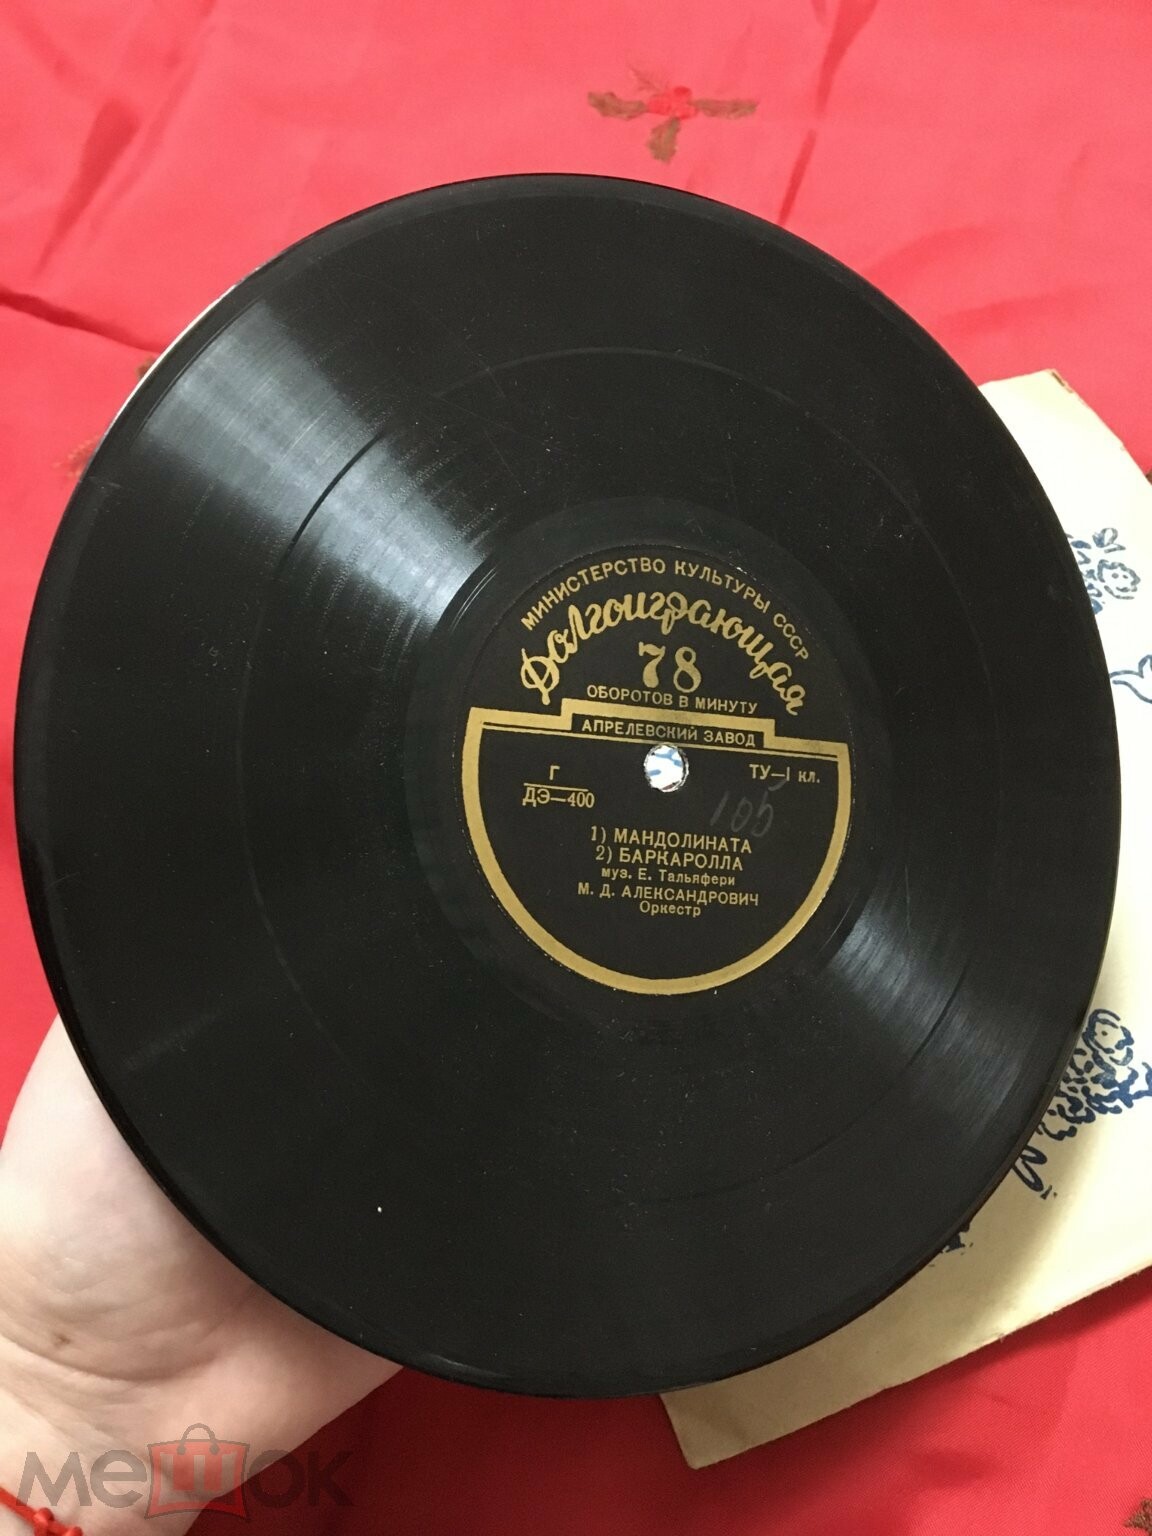 МИНИСТЕРСТВО КУЛЬТУРЫ СССР
Долгоиграющая
78
ОБОРОТОВ В МИНУТУ
АПРЕЛЕВСКИЙ ЗАВОД
Г
ДЭ—400
ТУ—1 кл.
105
1) МАНДОЛИНАТА
2) БАРКАРОЛЛА
муз. Е. Тальяфери
М. Д. АЛЕКСАНДРОВИЧ
Оркестр
мешок